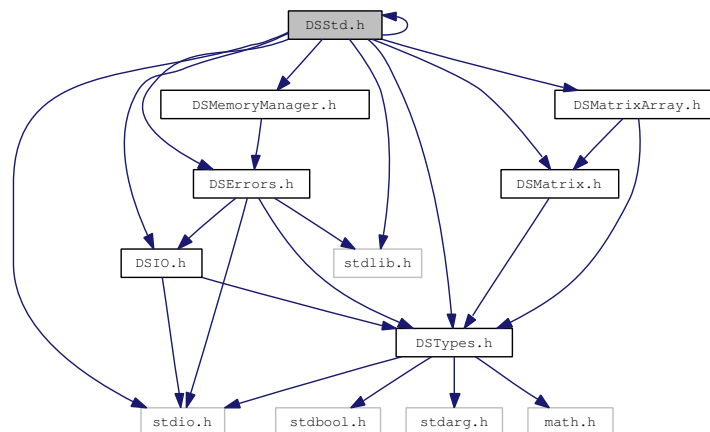 DSStd.h
DSMemoryManager.h
DSMatrixArray.h
DSErrors.h
DSMatrix.h
DSIO.h
stdlib.h
DSTypes.h
stdio.h
stdbool.h
stdarg.h
math.h